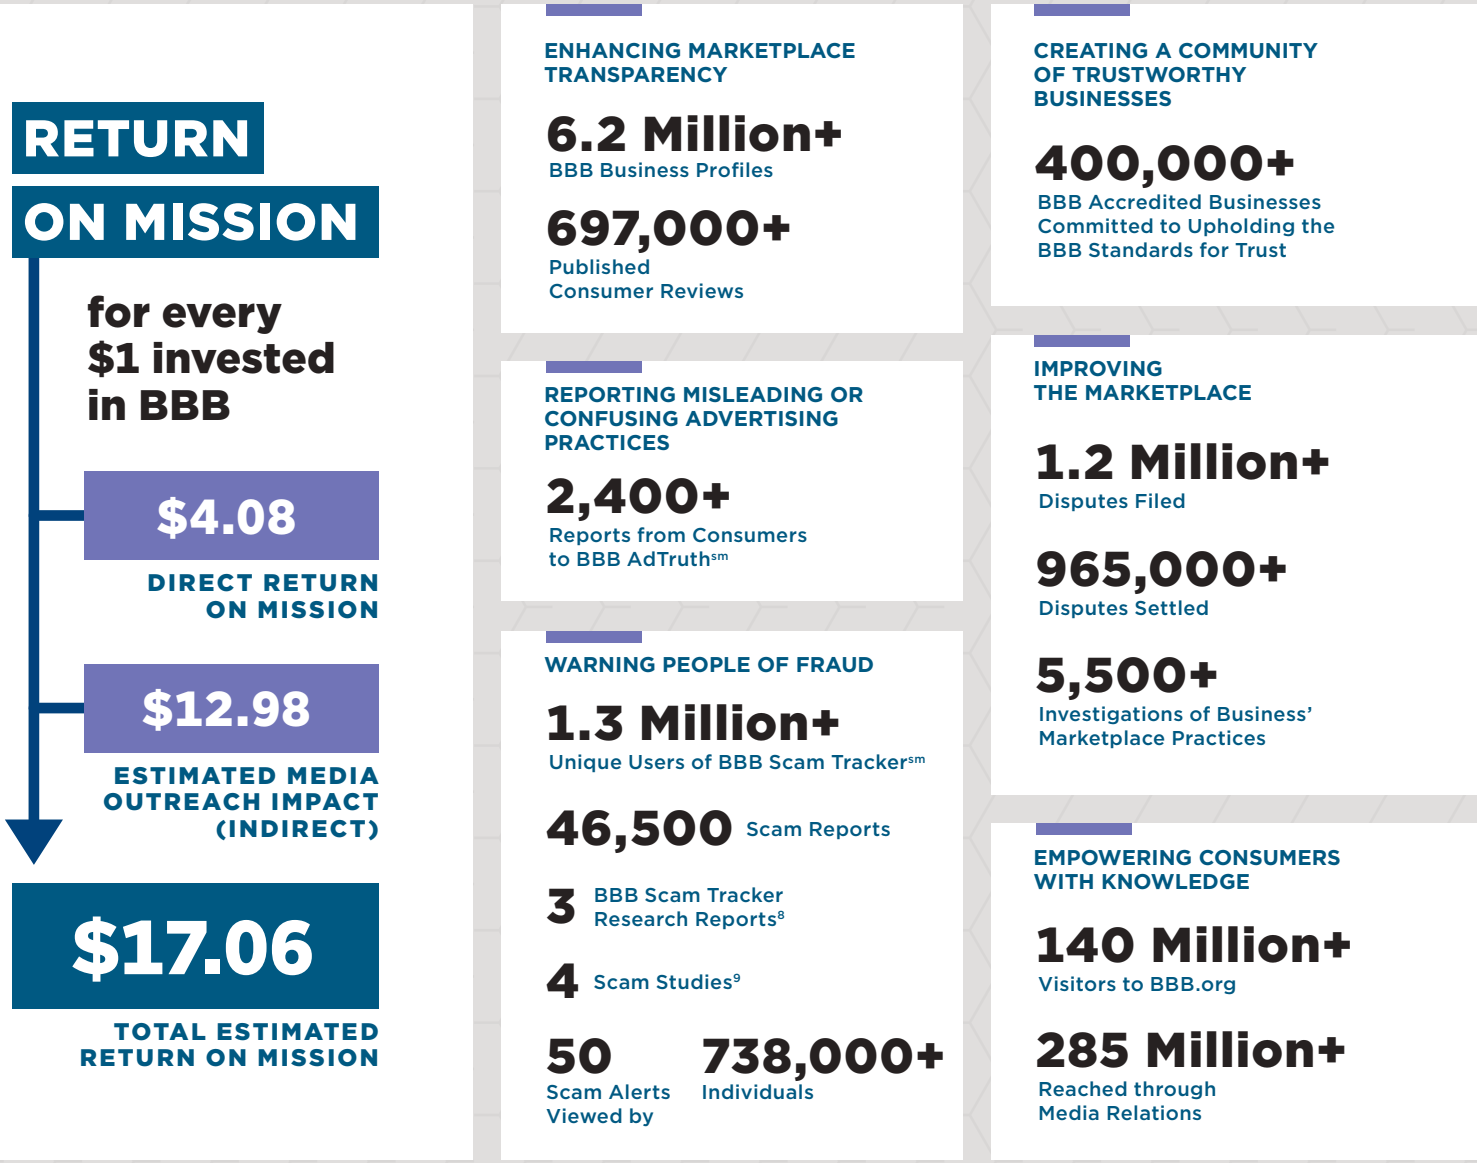 RETURN
ON MISSION
for every
$1 invested
in BBB
$4.08
DIRECT RETURN
ON MISSION
$12.98
ESTIMATED MEDIA
OUTREACH IMPACT
(INDIRECT)
$17.06
TOTAL ESTIMATED
RETURN ON MISSION
ENHANCING MARKETPLACE
TRANSPARENCY
6.2 Million+
BBB Business Profiles
697,000+
Published
Consumer Reviews
REPORTING MISLEADING OR
CONFUSING ADVERTISING
PRACTICES
2,400+
Reports from Consumers
to BBB AdTruth℠
WARNING PEOPLE OF FRAUD
1.3 Million+
Unique Users of BBB Scam Tracker℠
46,500 Scam Reports
3 BBB Scam Tracker
Research Reports⁸
4 Scam Studies⁹
50 738,000+
Scam Alerts Individuals
Viewed by
CREATING A COMMUNITY
OF TRUSTWORTHY
BUSINESSES
400,000+
BBB Accredited Businesses
Committed to Upholding the
BBB Standards for Trust
IMPROVING
THE MARKETPLACE
1.2 Million+
Disputes Filed
965,000+
Disputes Settled
5,500+
Investigations of Business’
Marketplace Practices
EMPOWERING CONSUMERS
WITH KNOWLEDGE
140 Million+
Visitors to BBB.org
285 Million+
Reached through
Media Relations